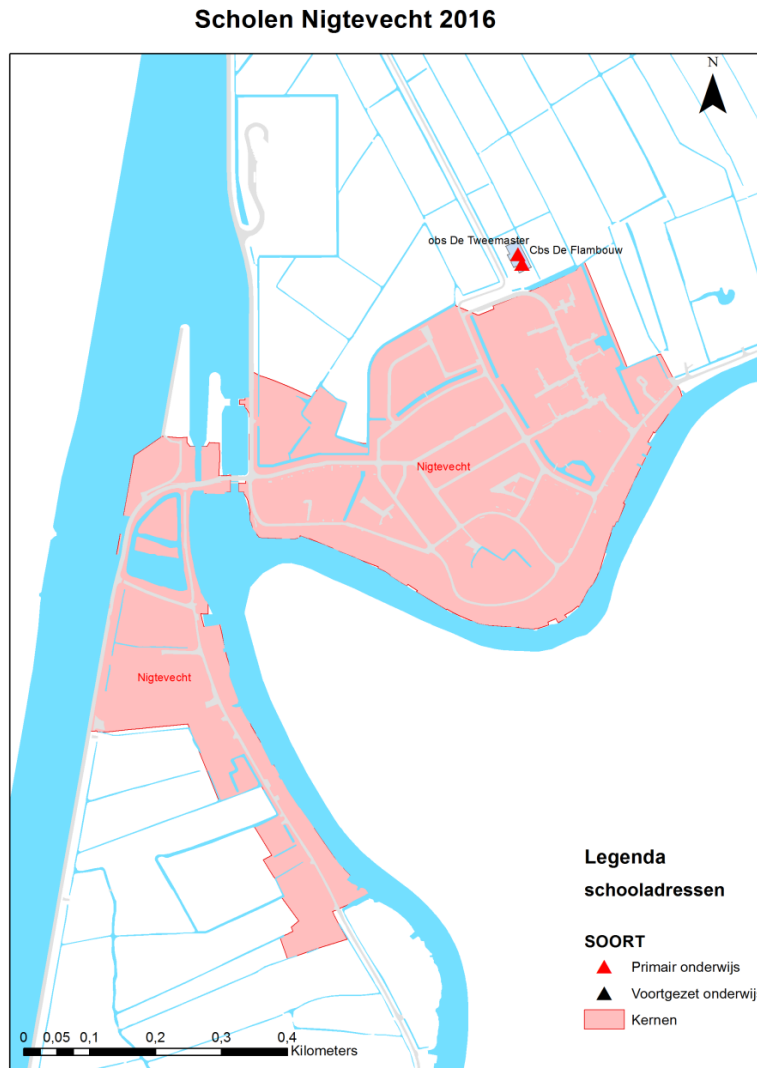 Scholen Nigtevecht 2016
N
obs De Tweemaster
Cbs De Flambouw
Nigtevecht
Nigtevecht
Legenda
schooladressen
SOORT
Primair onderwijs
Voortgezet onderwijs
Kernen
0 0,05 0,1 0,2 0,3 0,4
Kilometers